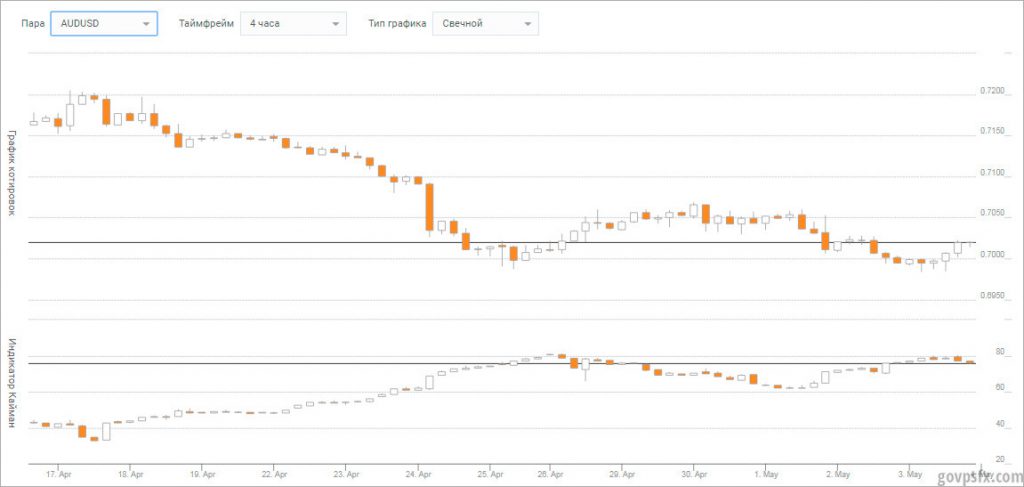 Пара AUDUSD Таймфрейм 4 часа Тип графика Свечной
График котировок
0.7200
0.7150
0.7100
0.7050
0.7000
0.6950
Индикатор Кайман
80
60
40
20
17. Apr 18. Apr 19. Apr 22. Apr 23. Apr 24. Apr 25. Apr 26. Apr 29. Apr 30. Apr 1. May 2. May 3. May
govpsfx.com